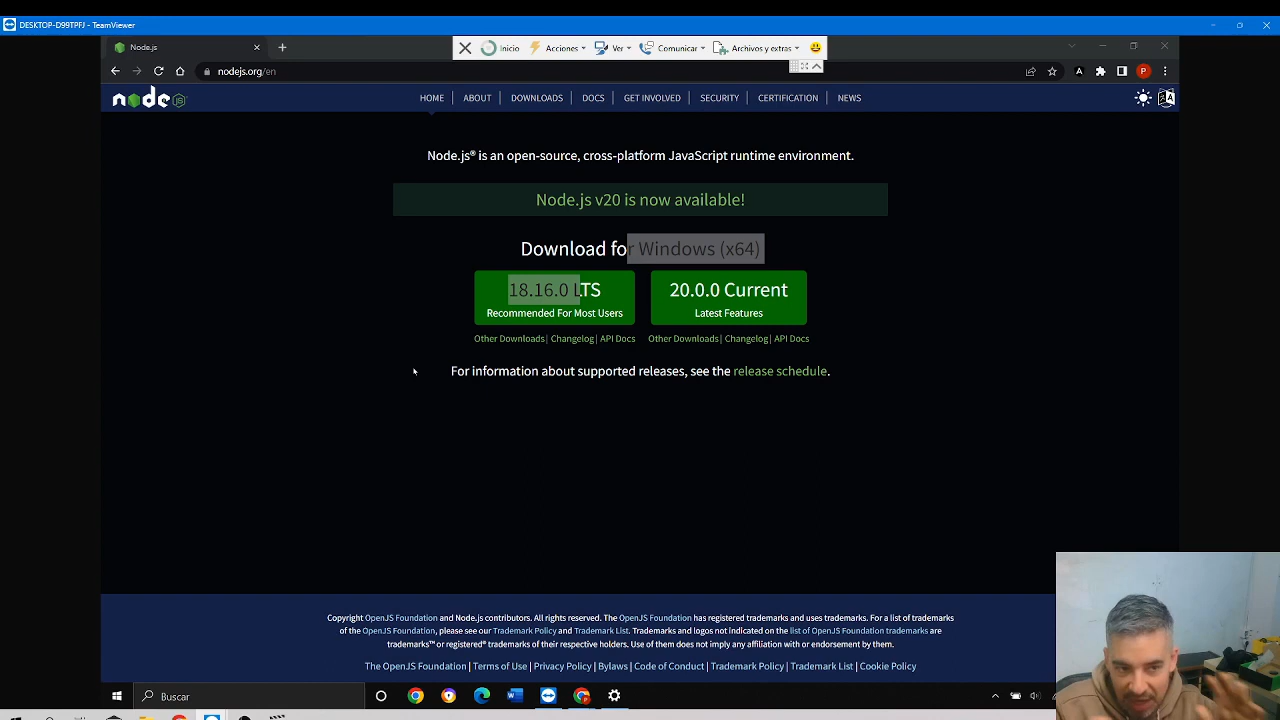 DESKTOP-D99TPFJ - TeamViewer
Node.js
Inicio
Acciones
Ver
Comunicar
Archivos y extras
nodejs.org/en
P
node JS
HOME
ABOUT
DOWNLOADS
DOCS
GET INVOLVED
SECURITY
CERTIFICATION
NEWS
Node.js® is an open-source, cross-platform JavaScript runtime environment.
Node.js v20 is now available!
Download for Windows (x64)
18.16.0 LTS
Recommended For Most Users
20.0.0 Current
Latest Features
Other Downloads | Changelog | API Docs
Other Downloads | Changelog | API Docs
For information about supported releases, see the release schedule.
Copyright OpenJS Foundation and Node.js contributors. All rights reserved. The OpenJS Foundation has registered trademarks and uses trademarks. For a list of trademarks
of the OpenJS Foundation, please see our Trademark Policy and Trademark List. Trademarks and logos not indicated on the list of OpenJS Foundation trademarks are
trademarks™ or registered® trademarks of their respective holders. Use of them does not imply any affiliation with or endorsement by them.
The OpenJS Foundation | Terms of Use | Privacy Policy | Bylaws | Code of Conduct | Trademark Policy | Trademark List | Cookie Policy
Buscar